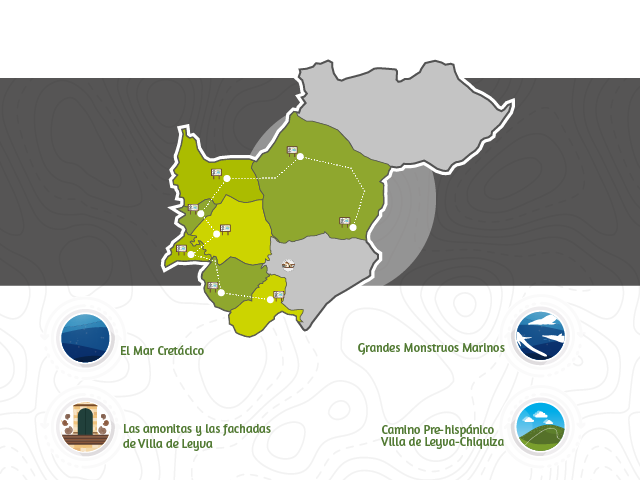 El Mar Cretácico
Grandes Monstruos Marinos
Las amonitas y las fachadas
de Villa de Leyva
Camino Pre-hispánico
Villa de Leyva-Chiquiza